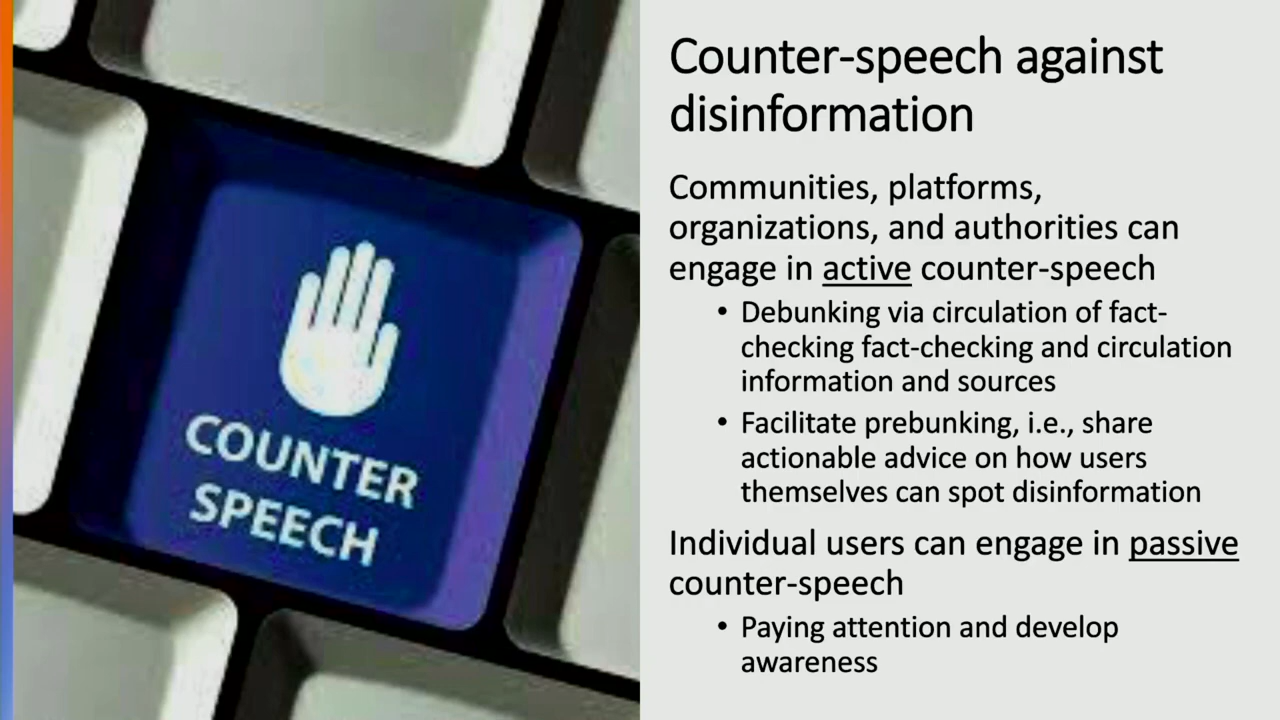 COUNTER
SPEECH
Counter-speech against
disinformation
Communities, platforms,
organizations, and authorities can
engage in active counter-speech
• Debunking via circulation of fact-
checking fact-checking and circulation
information and sources
• Facilitate prebunking, i.e., share
actionable advice on how users
themselves can spot disinformation
Individual users can engage in passive
counter-speech
• Paying attention and develop
awareness